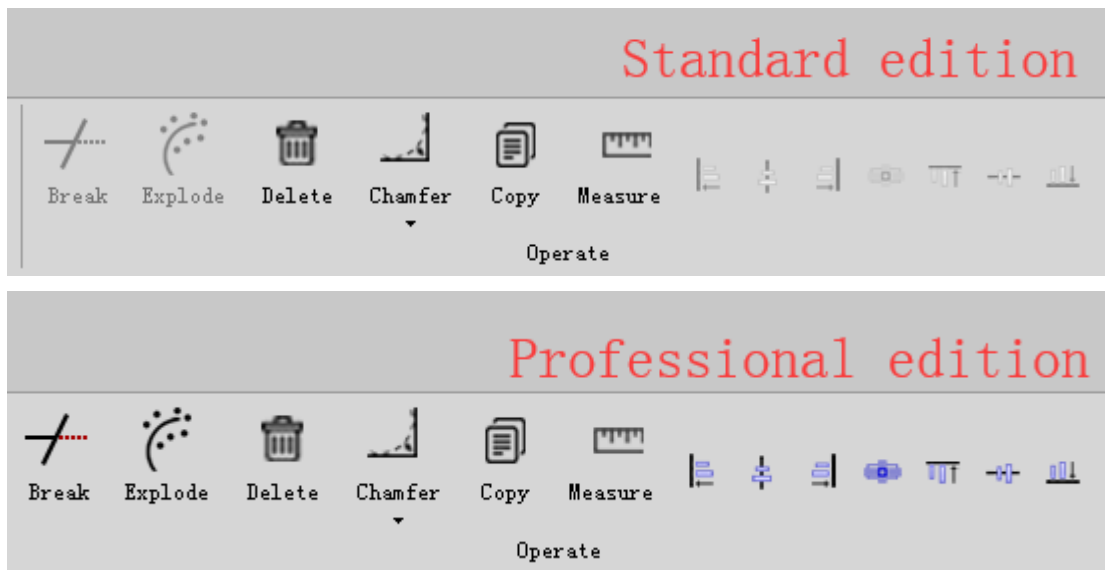 Standard edition
Break Explode Delete Chamfer Copy Measure
Operate
Professional edition
Break Explode Delete Chamfer Copy Measure
Operate